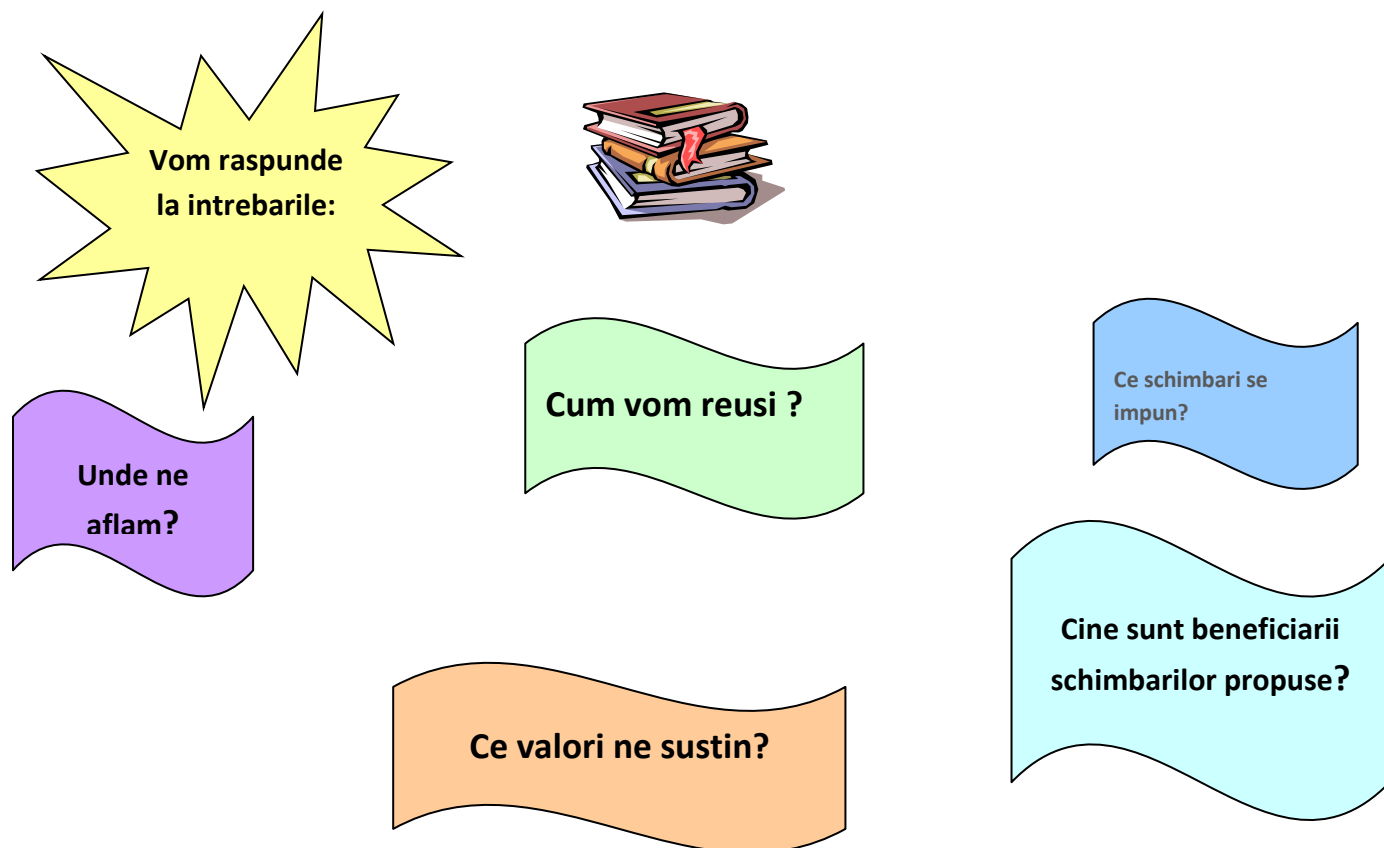 Vom raspunde
la intrebarile:
Cum vom reusi ?
Ce schimbari se
impun?
Unde ne
aflam?
Cine sunt beneficiarii
schimbarilor propuse?
Ce valori ne sustin?